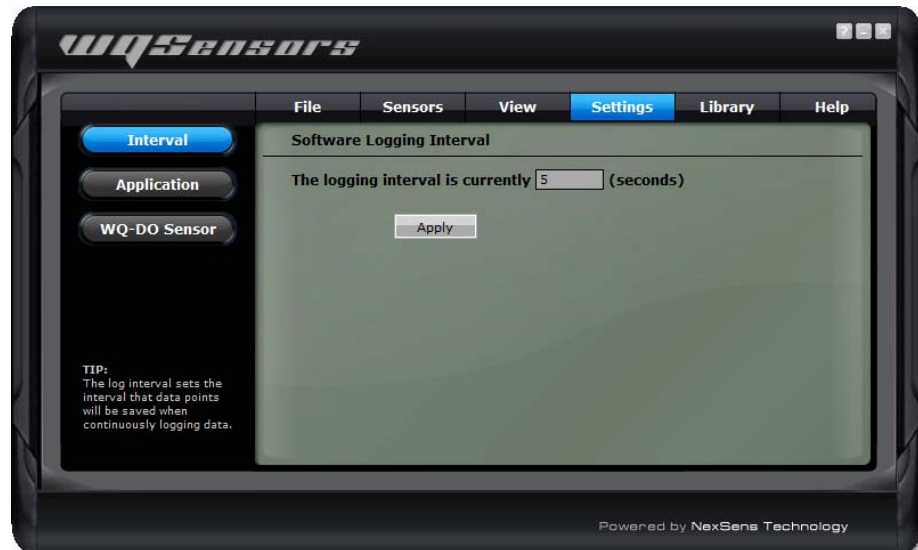 WQSensors
? - x
File Sensors View Settings Library Help
Interval
Application
WQ-DO Sensor
Software Logging Interval
The logging interval is currently 5 (seconds)
Apply
TIP:
The log interval sets the
interval that data points
will be saved when
continuously logging data.
Powered by NexSens Technology